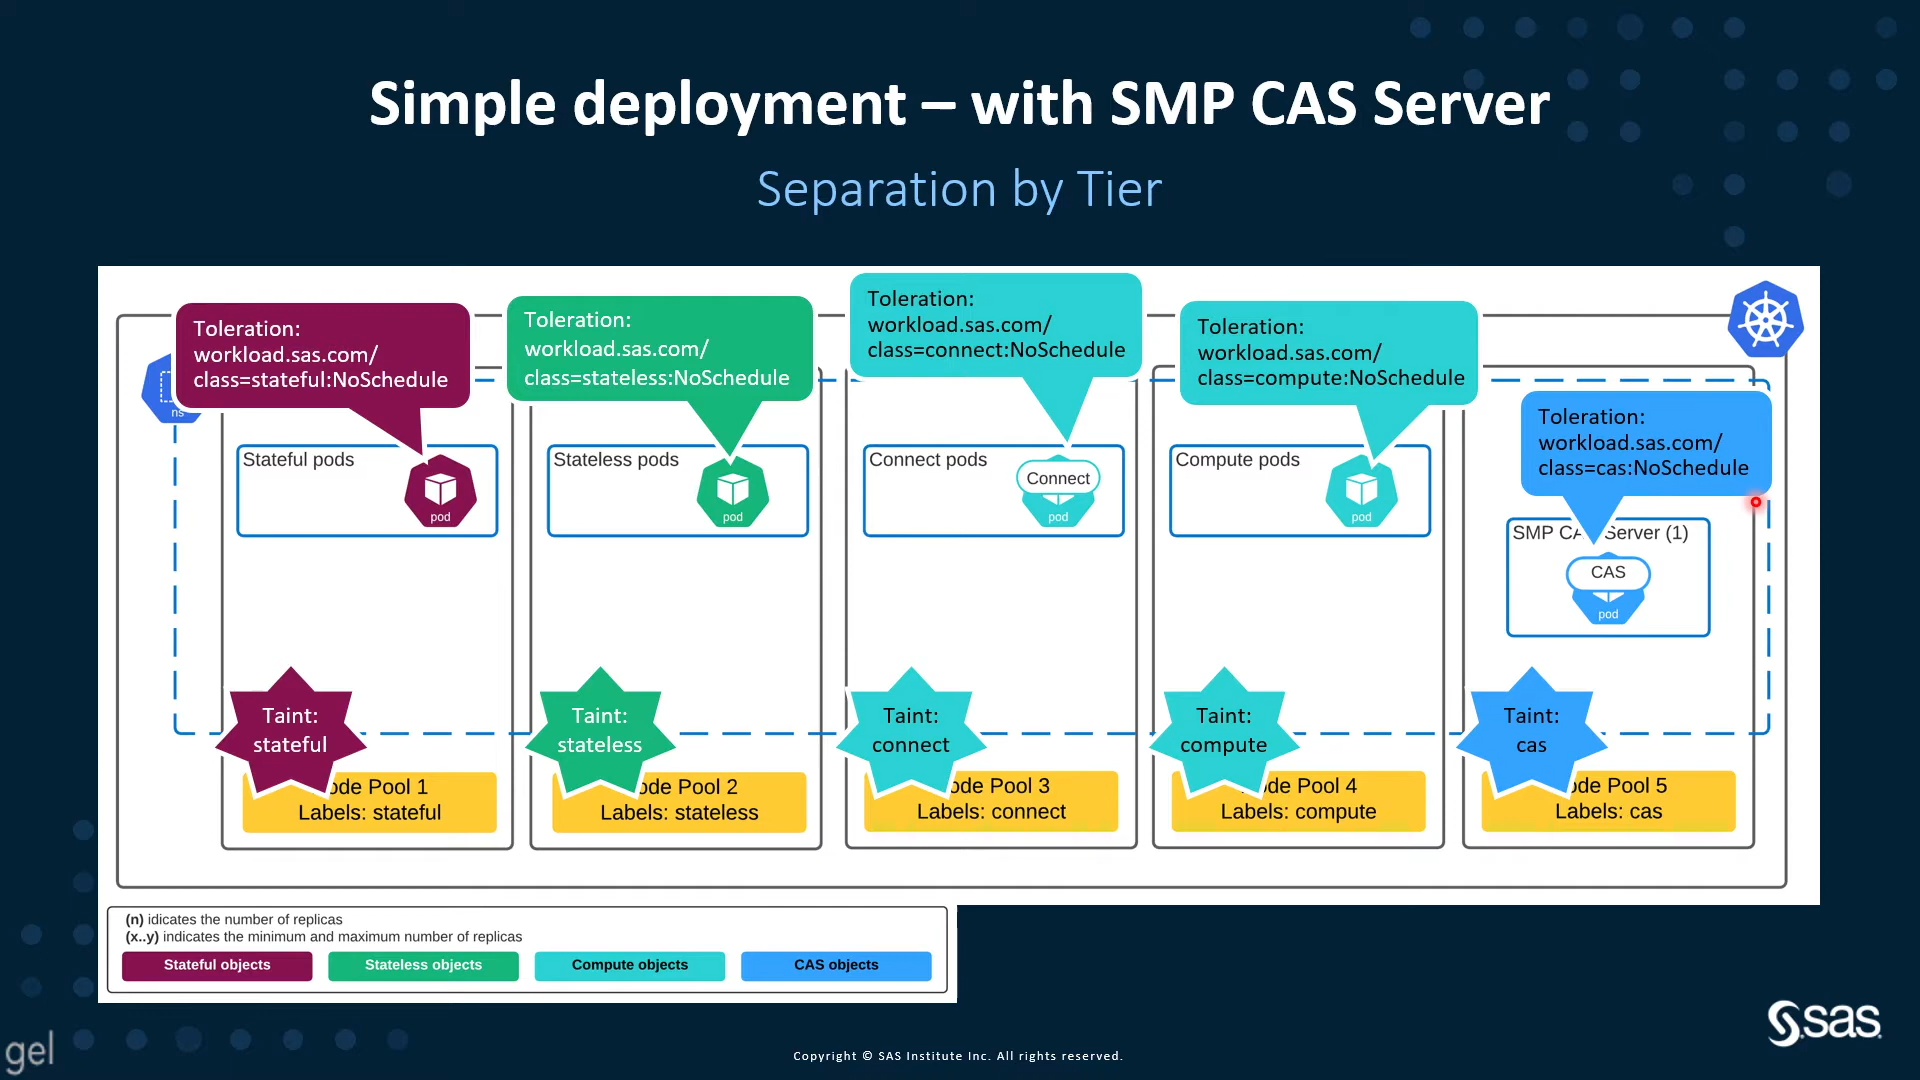 Simple deployment – with SMP CAS Server
Separation by Tier
Toleration:
workload.sas.com/
class=stateful:NoSchedule
Toleration:
workload.sas.com/
class=stateless:NoSchedule
Toleration:
workload.sas.com/
class=connect:NoSchedule
Toleration:
workload.sas.com/
class=compute:NoSchedule
Toleration:
workload.sas.com/
class=cas:NoSchedule
ns
Stateful pods
pod
Stateless pods
pod
Connect pods
Connect
pod
Compute pods
pod
SMP CA Server (1)
CAS
pod
Taint:
stateful
Taint:
stateless
Taint:
connect
Taint:
compute
Taint:
cas
ode Pool 1
Labels: stateful
ode Pool 2
Labels: stateless
ode Pool 3
Labels: connect
ode Pool 4
Labels: compute
ode Pool 5
Labels: cas
(n) idicates the number of replicas
(x..y) indicates the minimum and maximum number of replicas
Stateful objects
Stateless objects
Compute objects
CAS objects
gel
Copyright © SAS Institute Inc. All rights reserved.
sas